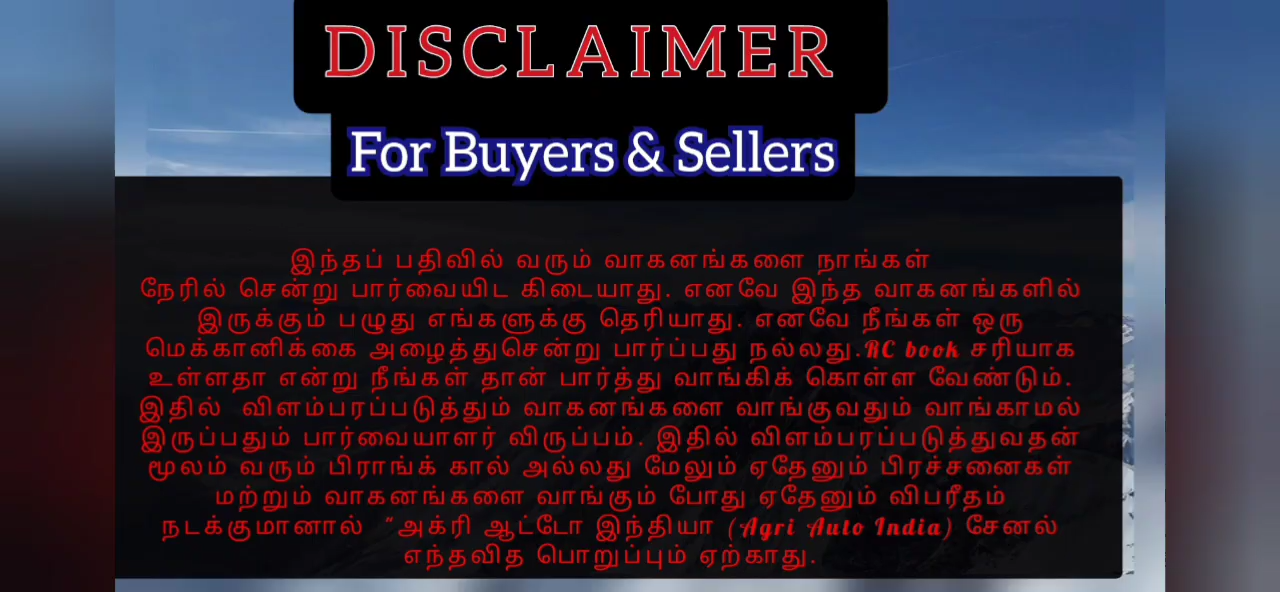 DISCLAIMER
For Buyers & Sellers
இந்தப் பதிவில் வரும் வாகனங்களை நாங்கள்
நேரில் சென்று பார்வையிட கிடையாது. எனவே இந்த வாகனங்களில்
இருக்கும் பழுது எங்களுக்கு தெரியாது. எனவே நீங்கள் ஒரு
மெக்கானிக்கை அழைத்துசென்று பார்ப்பது நல்லது.RC book சரியாக
உள்ளதா என்று நீங்கள் தான் பார்த்து வாங்கிக் கொள்ள வேண்டும்.
இதில் விளம்பரப்படுத்தும் வாகனங்களை வாங்குவதும் வாங்காமல்
இருப்பதும் பார்வையாளர் விருப்பம். இதில் விளம்பரப்படுத்துவதன்
மூலம் வரும் பிராங்க் கால் அல்லது மேலும் ஏதேனும் பிரச்சனைகள்
மற்றும் வாகனங்களை வாங்கும் போது ஏதேனும் விபரீதம்
நடக்குமானால் "அக்ரி ஆட்டோ இந்தியா (Agri Auto India) சேனல்
எந்தவித பொறுப்பும் ஏற்காது.